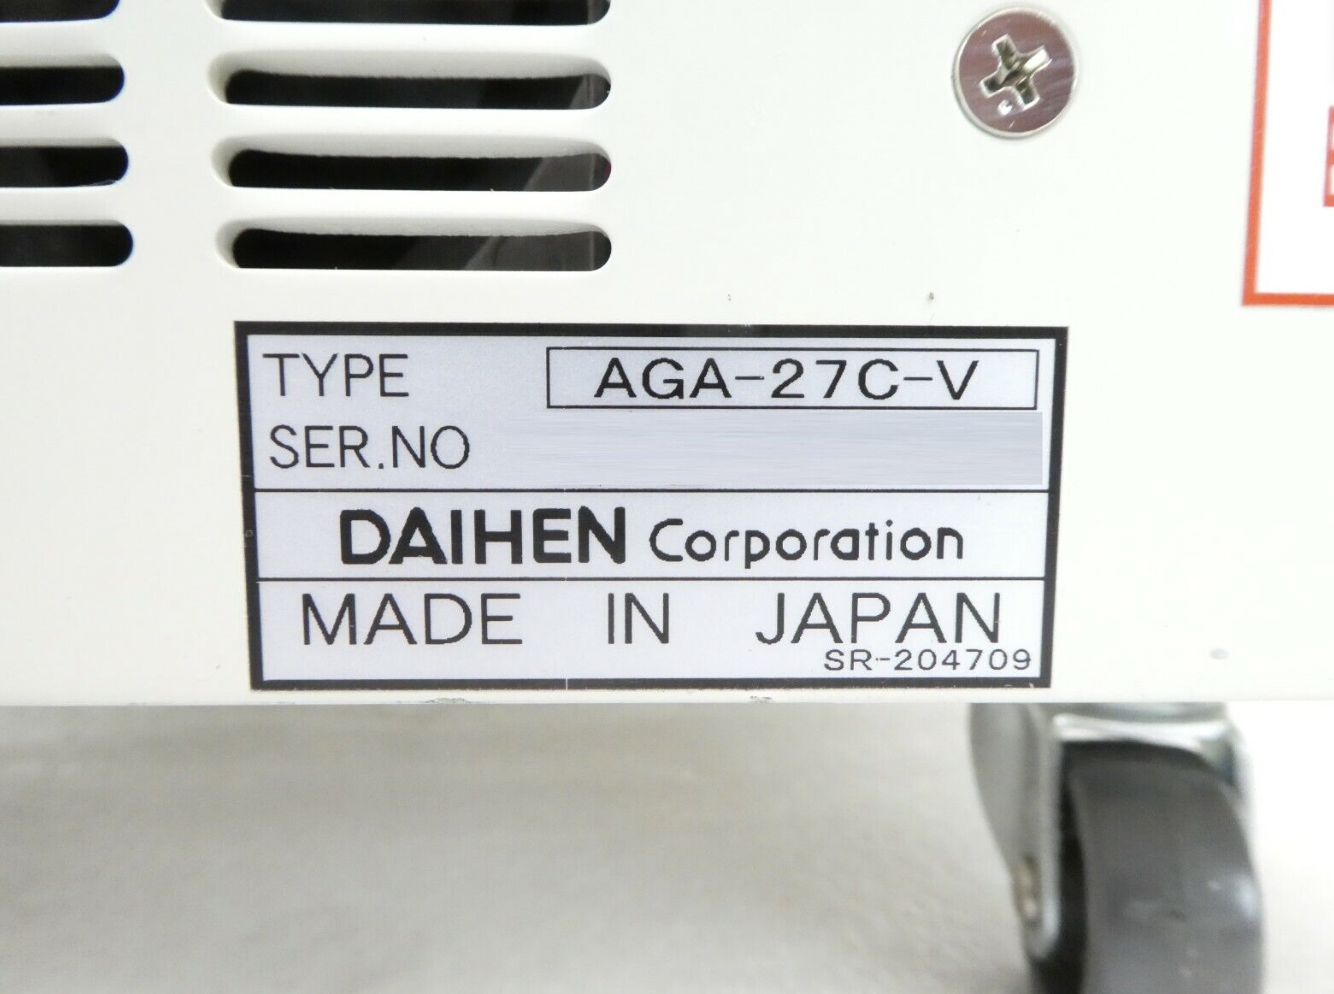 TYPE AGA-27C-V
SER.NO
DAIHEN Corporation
MADE IN JAPAN
SR-204709